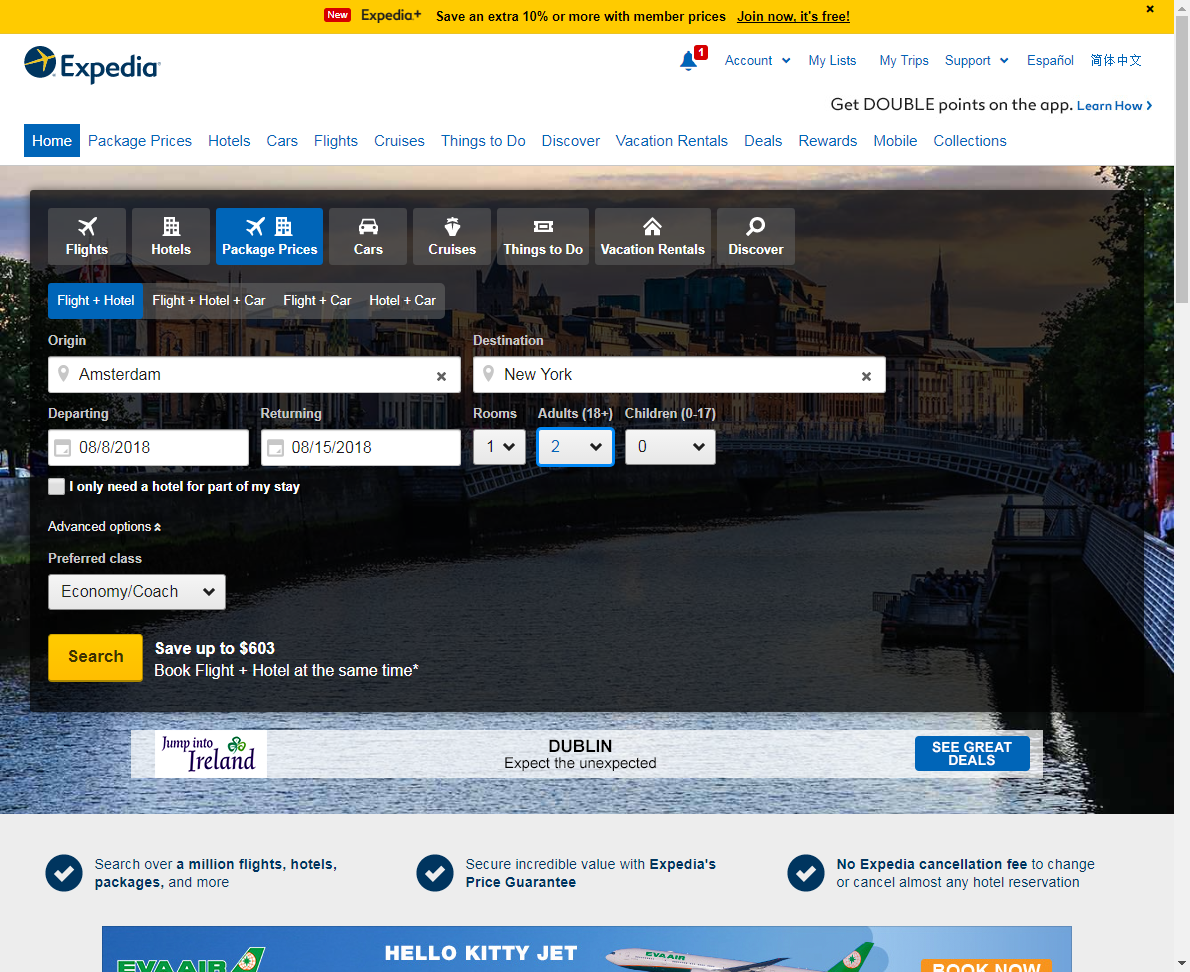 New Expedia+ Save an extra 10% or more with member prices Join now, it's free!
Expedia
1 Account My Lists My Trips Support Español 简体中文
Get DOUBLE points on the app. Learn How
Home Package Prices Hotels Cars Flights Cruises Things to Do Discover Vacation Rentals Deals Rewards Mobile Collections
Flights Hotels Package Prices Cars Cruises Things to Do Vacation Rentals Discover
Flight + Hotel Flight + Hotel + Car Flight + Car Hotel + Car
Origin Destination
Amsterdam New York
Departing Returning Rooms Adults (18+) Children (0-17)
08/8/2018 08/15/2018 1 2 0
I only need a hotel for part of my stay
Advanced options
Preferred class
Economy/Coach
Search
Save up to $603
Book Flight + Hotel at the same time*
Jump into
Ireland
DUBLIN
Expect the unexpected
SEE GREAT
DEALS
Search over a million flights, hotels,
packages, and more
Secure incredible value with Expedia's
Price Guarantee
No Expedia cancellation fee to change
or cancel almost any hotel reservation
HELLO KITTY JET
EVA AIR
EVA AIR
BOOK NOW